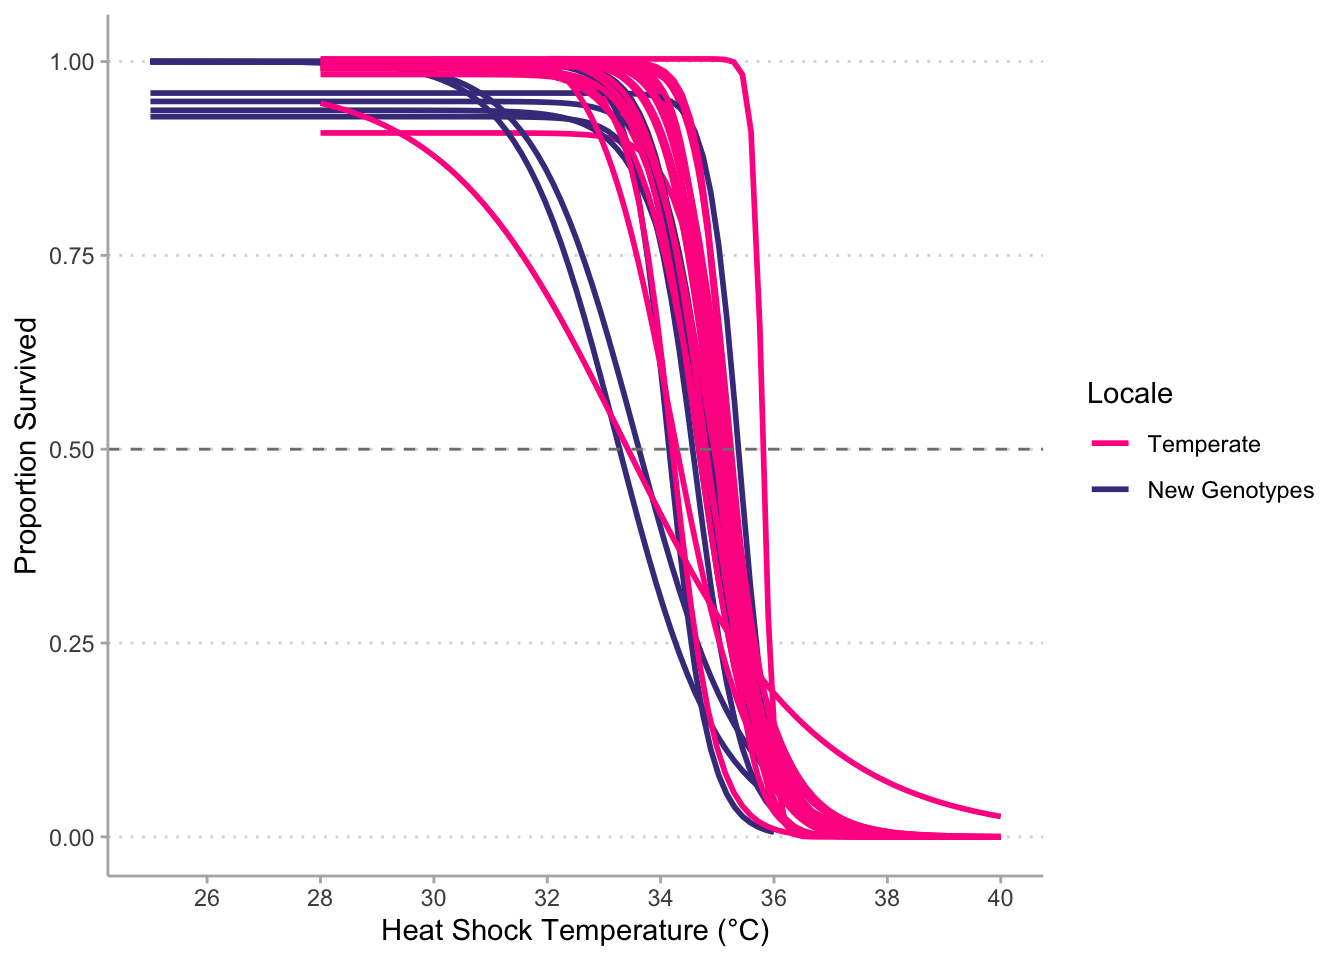 1.00
0.75
0.50
0.25
0.00
Proportion Survived
26 28 30 32 34 36 38 40
Heat Shock Temperature (°C)
Locale
Temperate
New Genotypes